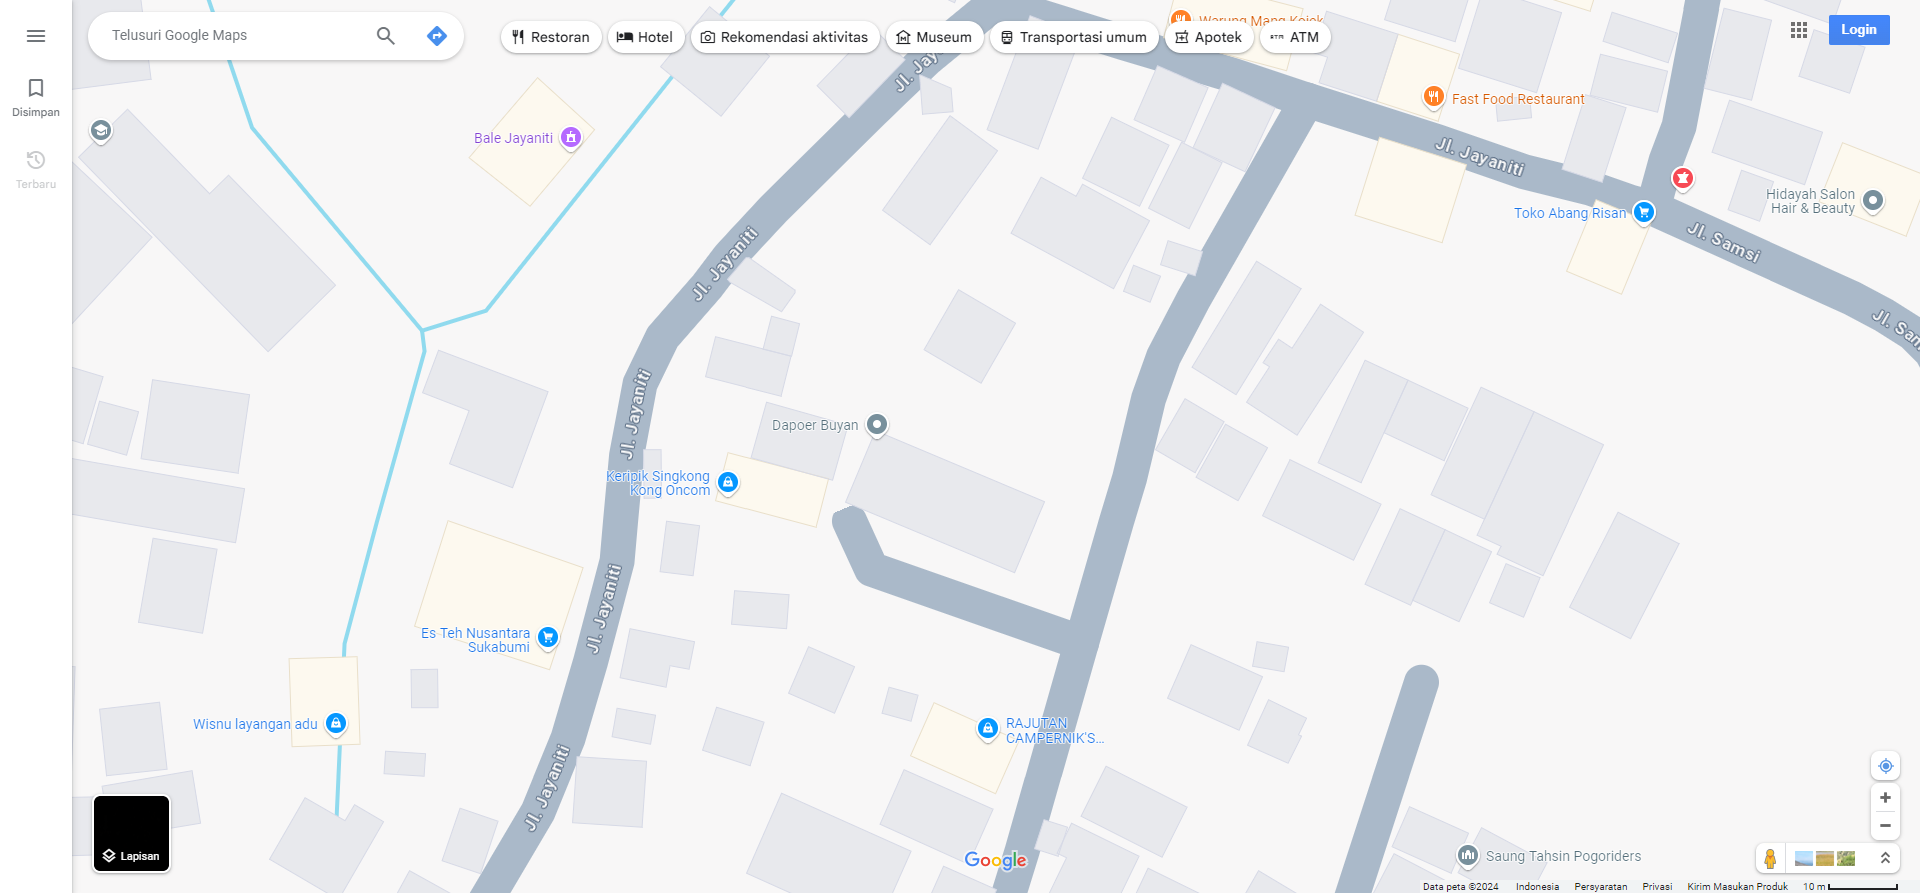 Telusuri Google Maps
Restoran
Hotel
Rekomendasi aktivitas
Museum
Transportasi umum
Apotek
ATM
Login
Disimpan
Terbaru
Warung Mang Kojek
Jl. Jay
Fast Food Restaurant
Bale Jayaniti
Jl. Jayaniti
Hidayah Salon
Hair & Beauty
Toko Abang Risan
Jl. Samsi
Jl. Jayaniti
Jl. Sam
Jl. Jayaniti
Dapoer Buyan
Keripik Singkong
Kong Oncom
Jl. Jayaniti
Es Teh Nusantara
Sukabumi
Wisnu layangan adu
RAJUTAN
CAMPERNIK'S...
Jl. Jayaniti
Lapisan
Google
Saung Tahsin Pogoriders
Data peta ©2024
Indonesia
Persyaratan
Privasi
Kirim Masukan Produk
10 m